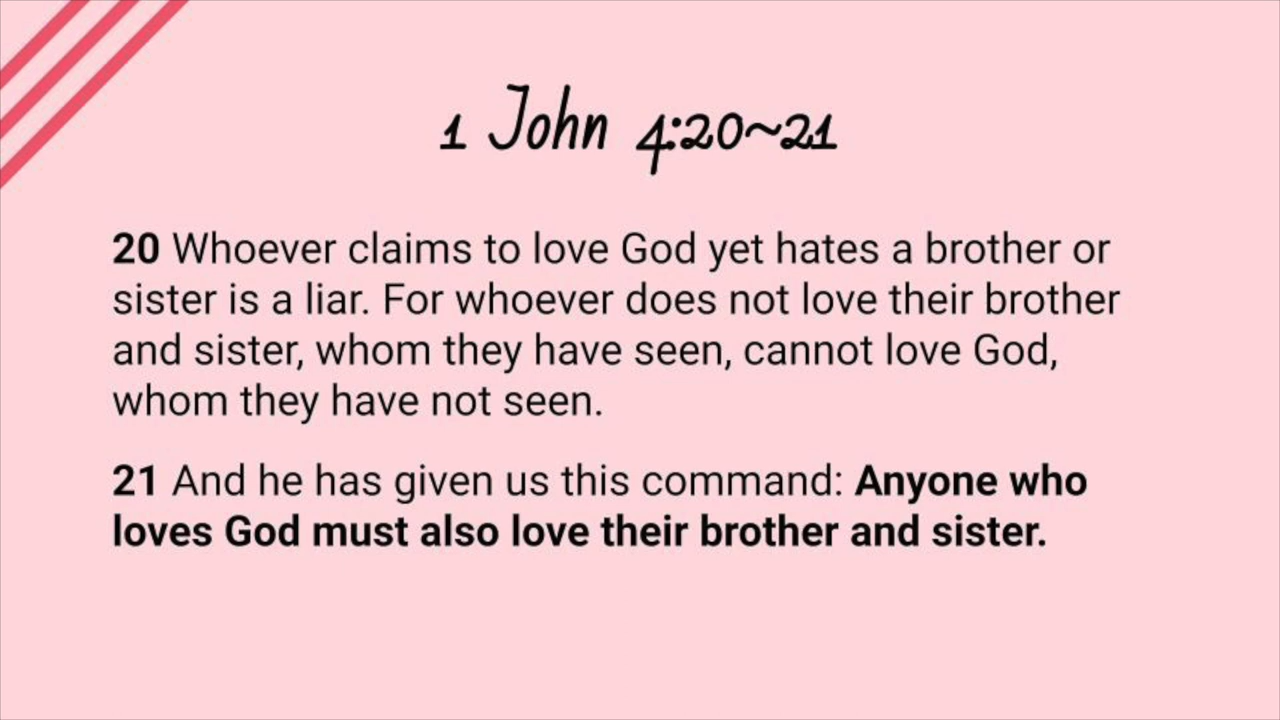 1 John 4:20~21
20 Whoever claims to love God yet hates a brother or
sister is a liar. For whoever does not love their brother
and sister, whom they have seen, cannot love God,
whom they have not seen.
21 And he has given us this command: Anyone who
loves God must also love their brother and sister.